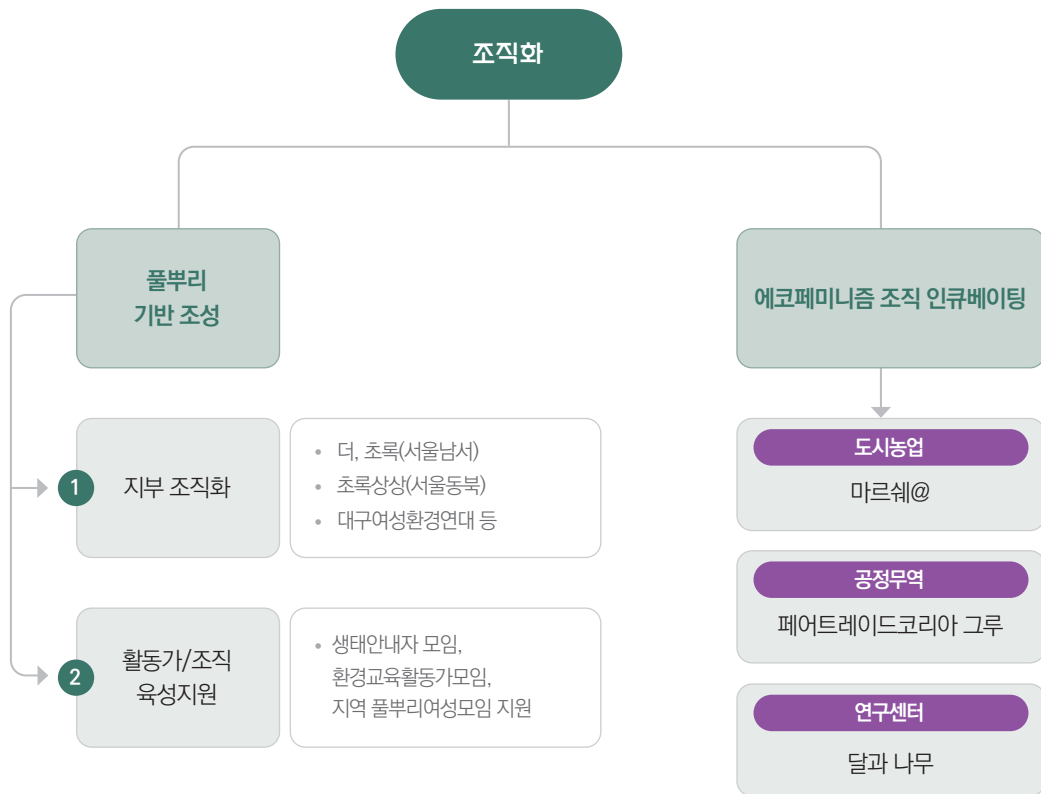 조직화
풀뿌리
기반 조성
1
지부 조직화
• 더, 초록(서울남서)
• 초록상상(서울동북)
• 대구여성환경연대 등
2
활동가/조직
육성지원
• 생태안내자 모임,
환경교육활동가모임,
지역 풀뿌리여성모임 지원
에코페미니즘 조직 인큐베이팅
도시농업
마르쉐@
공정무역
페어트레이드코리아 그루
연구센터
달과 나무